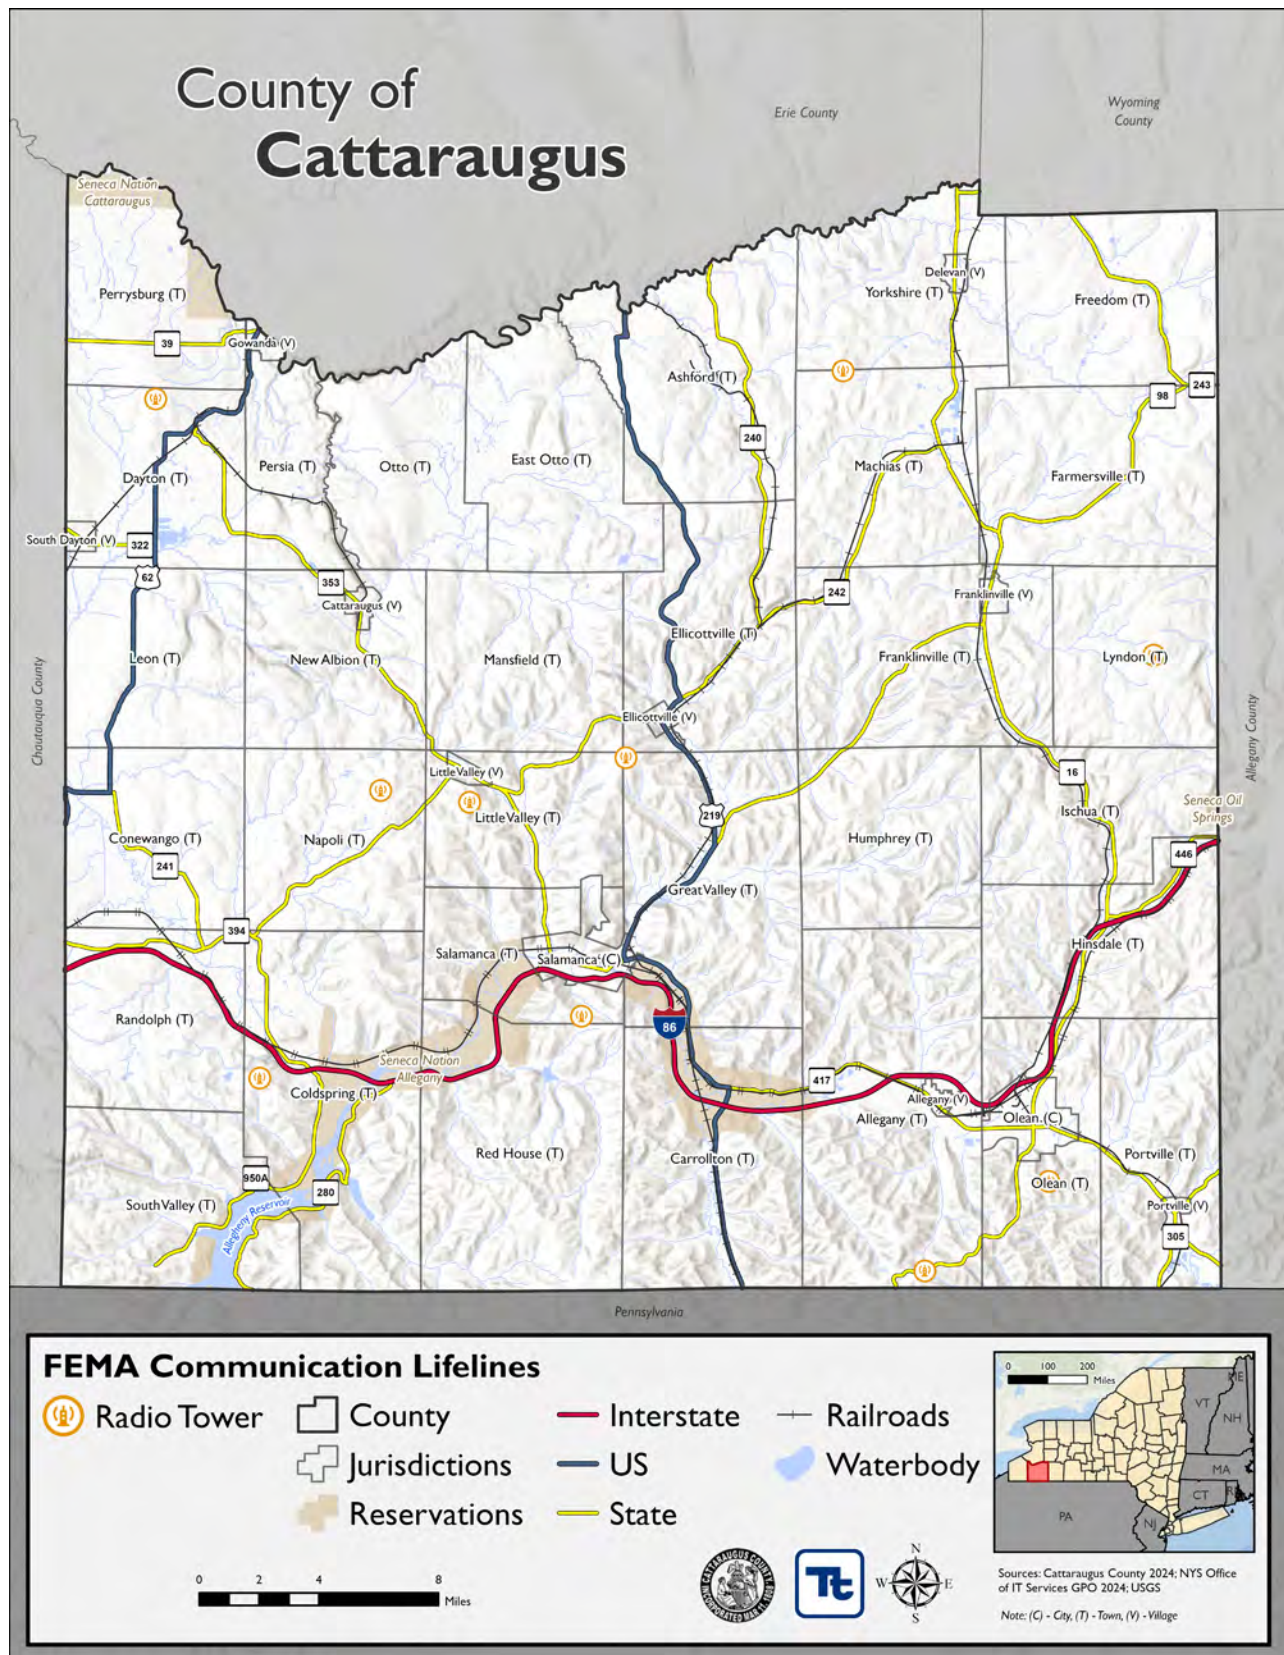 County of
Cattaraugus
Erie County
Wyoming
County
Seneca Nation
Cattaraugus
Perrysburg (T)
Delevan (V)
Yorkshire (T)
Freedom (T)
39
Gowanda (V)
Ashford (T)
98
243
240
Persia (T)
Otto (T)
East Otto (T)
Machias (T)
Dayton (T)
Farmersville (T)
South Dayton (V)
322
62
353
242
Franklinville (V)
Cattaraugus (V)
Ellicottville (T)
Leon (T)
New Albion (T)
Mansfield (T)
Franklinville (T)
Lyndon (T)
Chautauqua County
Allegany County
Ellicottville (V)
Little Valley (V)
16
Little Valley (T)
219
Ischua (T)
Seneca Oil
Springs
Conewango (T)
Napoli (T)
Humphrey (T)
241
446
Great Valley (T)
394
Hinsdale (T)
Salamanca (T)
Salamanca (C)
Randolph (T)
86
Seneca Nation
Allegany
417
Coldspring (T)
Allegany (V)
Allegany (T)
Olean (C)
Red House (T)
Carrollton (T)
Portville (T)
950A
280
Olean (T)
South Valley (T)
Allegheny Reservoir
Portville (V)
305
Pennsylvania
FEMA Communication Lifelines
Radio Tower
County
Interstate
Railroads
Jurisdictions
US
Waterbody
Reservations
State
0 2 4 8
Miles
CATTARAUGUS COUNTY, N.Y.
Tt
N
W E
S
0 100 200
Miles
ME
VT
NH
MA
CT
RI
PA
NJ
Sources: Cattaraugus County 2024; NYS Office
of IT Services GPO 2024; USGS
Note: (C) - City, (T) - Town, (V) - Village